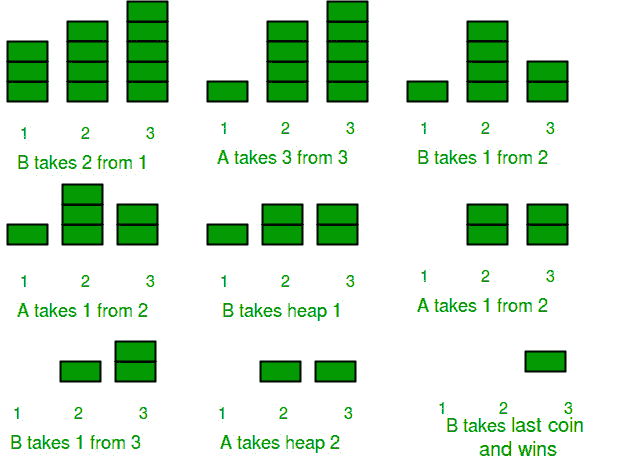 1 2 3
B takes 2 from 1
1 2 3
A takes 3 from 3
1 2 3
B takes 1 from 2
1 2 3
A takes 1 from 2
1 2 3
B takes heap 1
1 2 3
A takes 1 from 2
1 2 3
B takes 1 from 3
1 2 3
A takes heap 2
1 2 3
B takes last coin
and wins